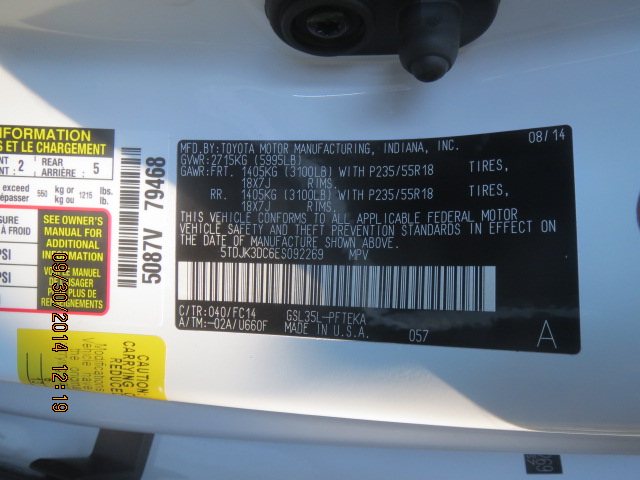 MFD.BY:TOYOTA MOTOR MANUFACTURING, INDIANA, INC. 08/14
GVWR:2715KG (5995LB)
GAWR:FRT. 1405KG (3100LB) WITH P235/55R18 TIRES,
18X7J RIMS.
RR. 1405KG (3100LB) WITH P235/55R18 TIRES,
18X7J RIMS.
THIS VEHICLE CONFORMS TO ALL APPLICABLE FEDERAL MOTOR
VEHICLE SAFETY AND THEFT PREVENTION STANDARDS IN EFFECT ON
THE DATE OF MANUFACTURE SHOWN ABOVE.
5TDJK3DC6ES092269 MPV
C/TR:040/FC14 GSL35L-PFTEKA
A/TM:-02A/U660F MADE IN U.S.A. 057 A
INFORMATION
ET LE CHARGEMENT
2 REAR
ARRIÈRE: 5
exceed 550 kg or 1215 lbs.
kg ou lb.
À FROID
SEE OWNER'S
MANUAL FOR
ADDITIONAL
INFORMATION
VOIR MANUEL
DE L'USAGER
POUR PLUS DE
RENSEIGNEMENTS
5087V 79468
CAUTION:
CARRYING
REDUCE
Modifications
09/30/2014 12:19